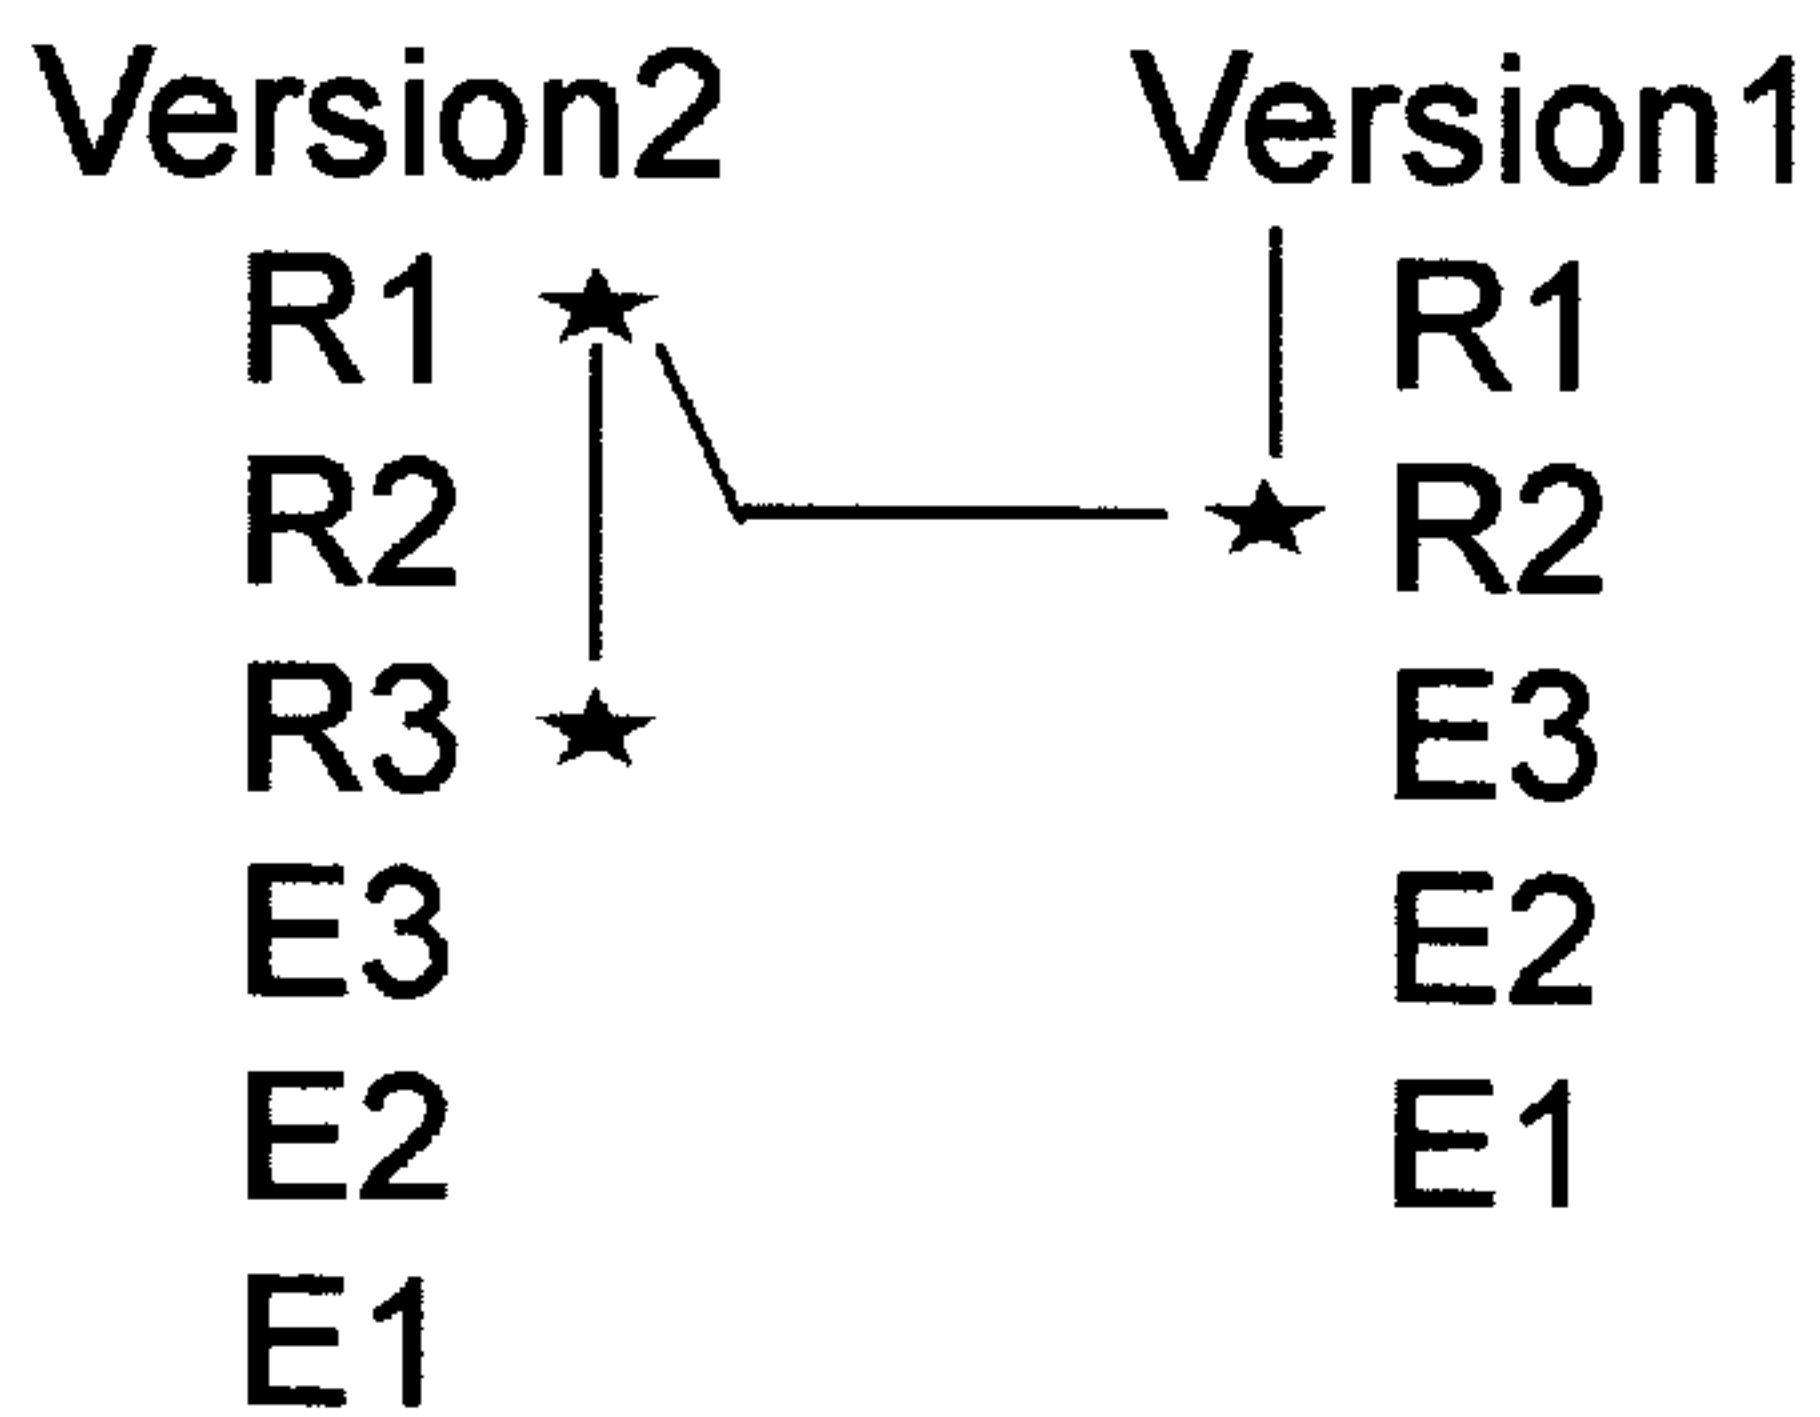 Version2 Version1
R1 ★ R1
R2 ★ R2
R3 ★ E3
E3 E2
E2 E1
E1